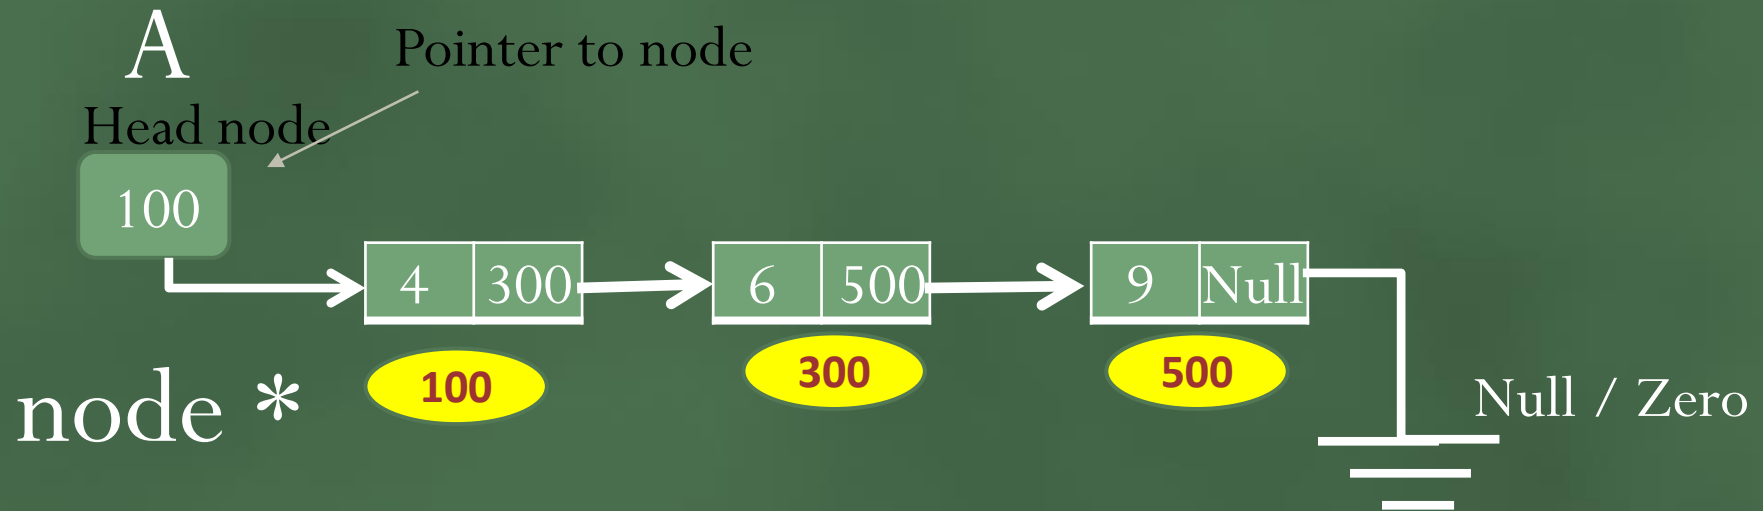 A
Pointer to node
Head node
100
4 300
6 500
9 Null
100
300
500
node *
Null / Zero